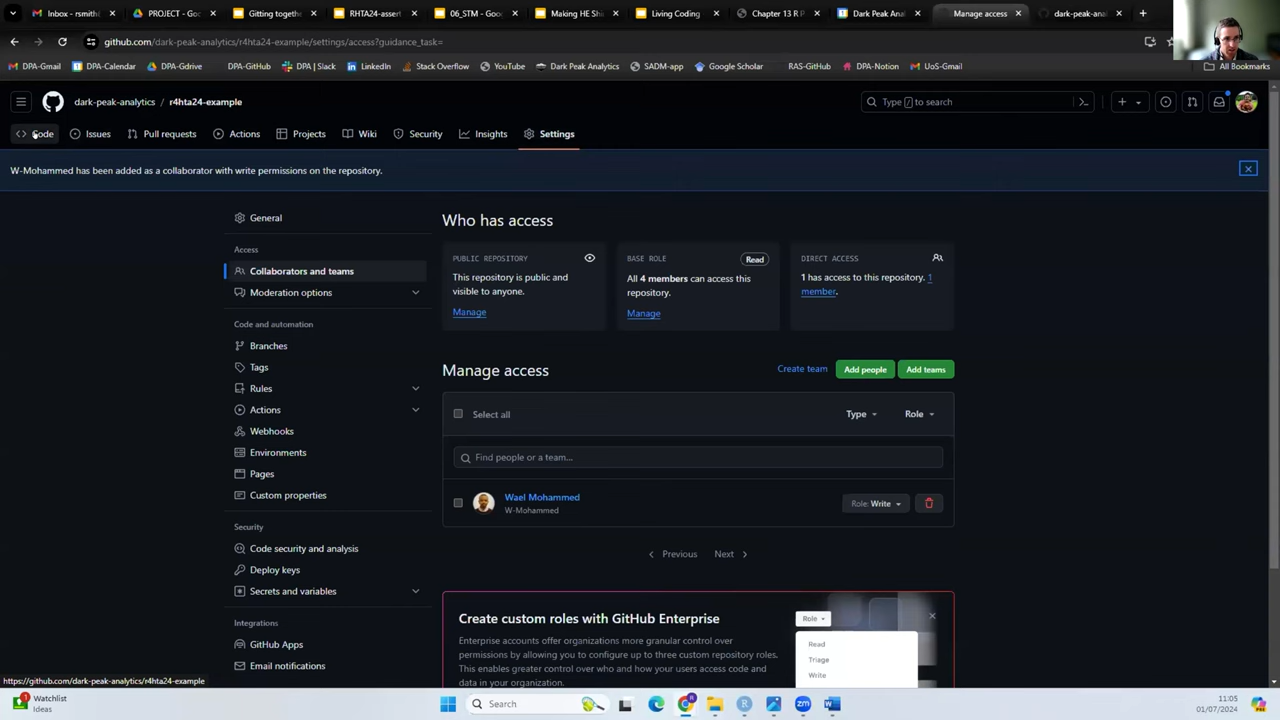 Inbox - rsmith(
PROJECT - Go
Gitting togeth
RHTA24-assert
06_STM - Goo
Making HE Shi
Living Coding
Chapter 13 R P
Dark Peak Anal
Manage access
dark-peak-analy
github.com/dark-peak-analytics/r4hta24-example/settings/access?guidance_task=
DPA-Gmail
DPA-Calendar
DPA-Gdrive
DPA | Slack
LinkedIn
Stack Overflow
YouTube
Dark Peak Analytics
SADM-app
Google Scholar
RAS-GitHub
DPA-Notion
UoS-Gmail
All Bookmarks
dark-peak-analytics / r4hta24-example
Type / to search
Code
Issues
Pull requests
Actions
Projects
Wiki
Security
Insights
Settings
W-Mohammed has been added as a collaborator with write permissions on the repository.
General
Access
Collaborators and teams
Moderation options
Code and automation
Branches
Tags
Rules
Actions
Webhooks
Environments
Pages
Custom properties
Security
Code security and analysis
Deploy keys
Secrets and variables
Integrations
GitHub Apps
Email notifications
Who has access
PUBLIC REPOSITORY
This repository is public and
visible to anyone.
Manage
BASE ROLE
Read
All 4 members can access this
repository.
Manage
DIRECT ACCESS
1 has access to this repository. 1
member.
Manage access
Create team
Add people
Add teams
Select all
Type
Role
Find people or a team...
Wael Mohammed
W-Mohammed
Role: Write
Previous
Next
Create custom roles with GitHub Enterprise
Enterprise accounts offer organizations more granular control over
permissions by allowing you to configure up to three custom repository roles.
This enables greater control over who and how your users access code and
data in your organization.
Role
Read
Triage
Write
https://github.com/dark-peak-analytics/r4hta24-example
Watchlist
Ideas
Search
11:05
01/07/2024